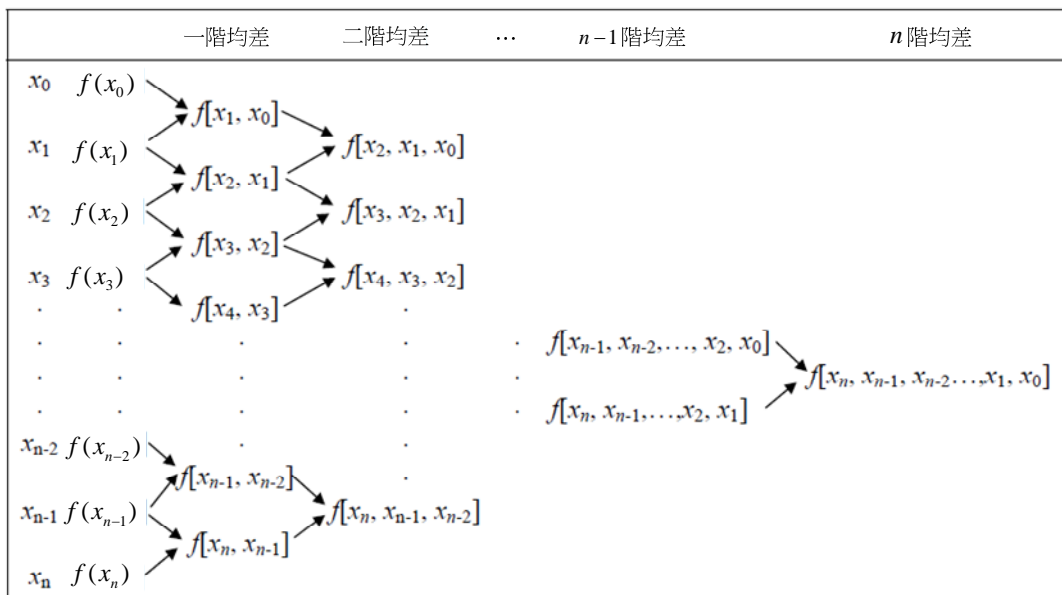 一階均差 二階均差 … n−1階均差 n階均差
x₀ f(x₀)
f[x₁, x₀]
x₁ f(x₁) f[x₂, x₁, x₀]
f[x₂, x₁]
x₂ f(x₂) f[x₃, x₂, x₁]
f[x₃, x₂]
x₃ f(x₃) f[x₄, x₃, x₂]
f[x₄, x₃]
. . .
. . . . . f[xₙ₋₁, xₙ₋₂,…, x₂, x₀]
. . . . . f[xₙ, xₙ₋₁, xₙ₋₂…,x₁, x₀]
. . . . . f[xₙ, xₙ₋₁,…,x₂, x₁]
xₙ₋₂ f(xₙ₋₂) . .
f[xₙ₋₁, xₙ₋₂] .
xₙ₋₁ f(xₙ₋₁) f[xₙ, xₙ₋₁, xₙ₋₂]
f[xₙ, xₙ₋₁]
xₙ f(xₙ)